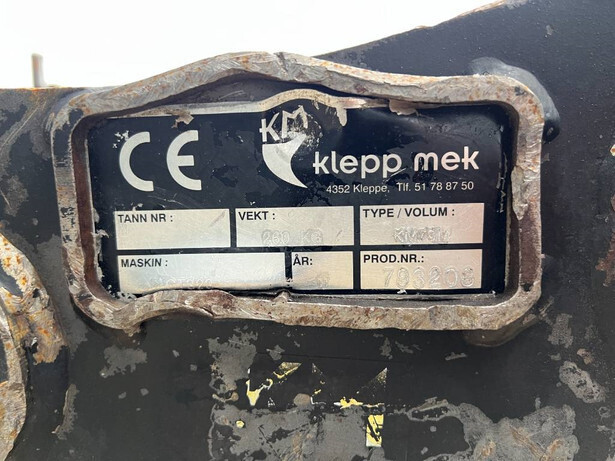 CE
KM
klepp mek
4352 Kleppe, Tlf. 51 78 87 50
TANN NR : VEKT : TYPE / VOLUM :
MASKIN : ÅR: PROD.NR.: